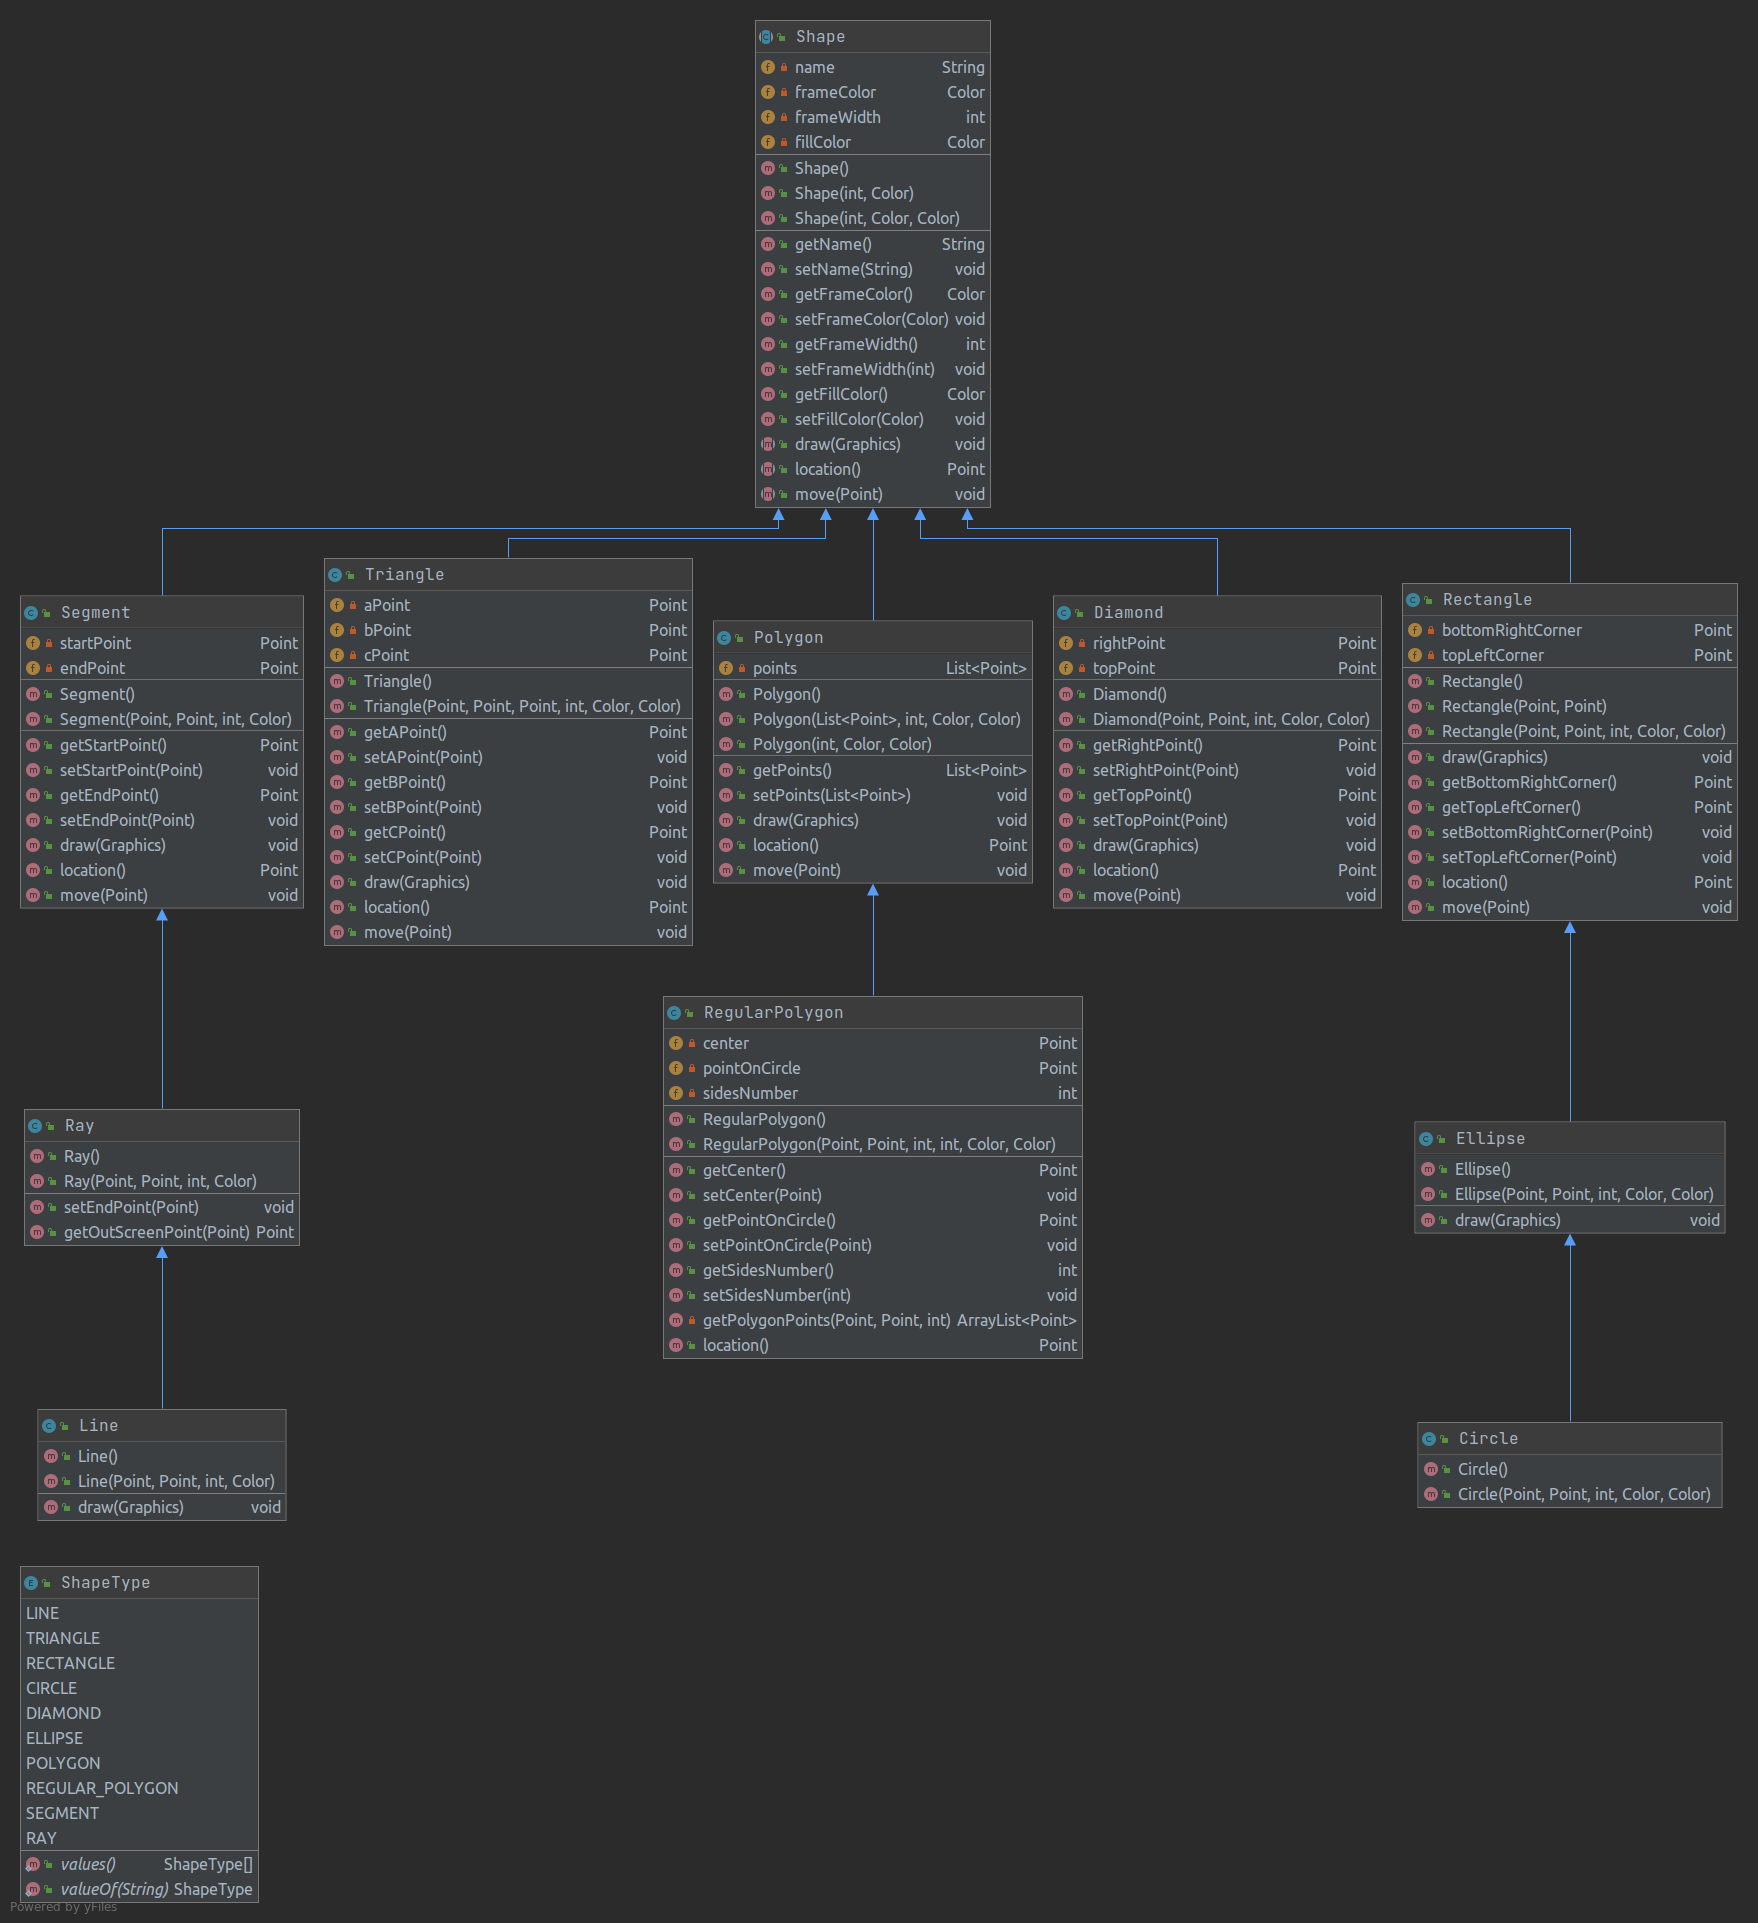 Shape
name String
frameColor Color
frameWidth int
fillColor Color
Shape()
Shape(int, Color)
Shape(int, Color, Color)
getName() String
setName(String) void
getFrameColor() Color
setFrameColor(Color) void
getFrameWidth() int
setFrameWidth(int) void
getFillColor() Color
setFillColor(Color) void
draw(Graphics) void
location() Point
move(Point) void
Segment
startPoint Point
endPoint Point
Segment()
Segment(Point, Point, int, Color)
getStartPoint() Point
setStartPoint(Point) void
getEndPoint() Point
setEndPoint(Point) void
draw(Graphics) void
location() Point
move(Point) void
Triangle
aPoint Point
bPoint Point
cPoint Point
Triangle()
Triangle(Point, Point, Point, int, Color, Color)
getAPoint() Point
setAPoint(Point) void
getBPoint() Point
setBPoint(Point) void
getCPoint() Point
setCPoint(Point) void
draw(Graphics) void
location() Point
move(Point) void
Polygon
points List<Point>
Polygon()
Polygon(List<Point>, int, Color, Color)
Polygon(int, Color, Color)
getPoints() List<Point>
setPoints(List<Point>) void
draw(Graphics) void
location() Point
move(Point) void
Diamond
rightPoint Point
topPoint Point
Diamond()
Diamond(Point, Point, int, Color, Color)
getRightPoint() Point
setRightPoint(Point) void
getTopPoint() Point
setTopPoint(Point) void
draw(Graphics) void
location() Point
move(Point) void
Rectangle
bottomRightCorner Point
topLeftCorner Point
Rectangle()
Rectangle(Point, Point)
Rectangle(Point, Point, int, Color, Color)
draw(Graphics) void
getBottomRightCorner() Point
getTopLeftCorner() Point
setBottomRightCorner(Point) void
setTopLeftCorner(Point) void
location() Point
move(Point) void
RegularPolygon
center Point
pointOnCircle Point
sidesNumber int
RegularPolygon()
RegularPolygon(Point, Point, int, int, Color, Color)
getCenter() Point
setCenter(Point) void
getPointOnCircle() Point
setPointOnCircle(Point) void
getSidesNumber() int
setSidesNumber(int) void
getPolygonPoints(Point, Point, int) ArrayList<Point>
location() Point
Ray
Ray()
Ray(Point, Point, int, Color)
setEndPoint(Point) void
getOutScreenPoint(Point) Point
Ellipse
Ellipse()
Ellipse(Point, Point, int, Color, Color)
draw(Graphics) void
Line
Line()
Line(Point, Point, int, Color)
draw(Graphics) void
Circle
Circle()
Circle(Point, Point, int, Color, Color)
ShapeType
LINE
TRIANGLE
RECTANGLE
CIRCLE
DIAMOND
ELLIPSE
POLYGON
REGULAR_POLYGON
SEGMENT
RAY
values() ShapeType[]
valueOf(String) ShapeType
Powered by yFiles